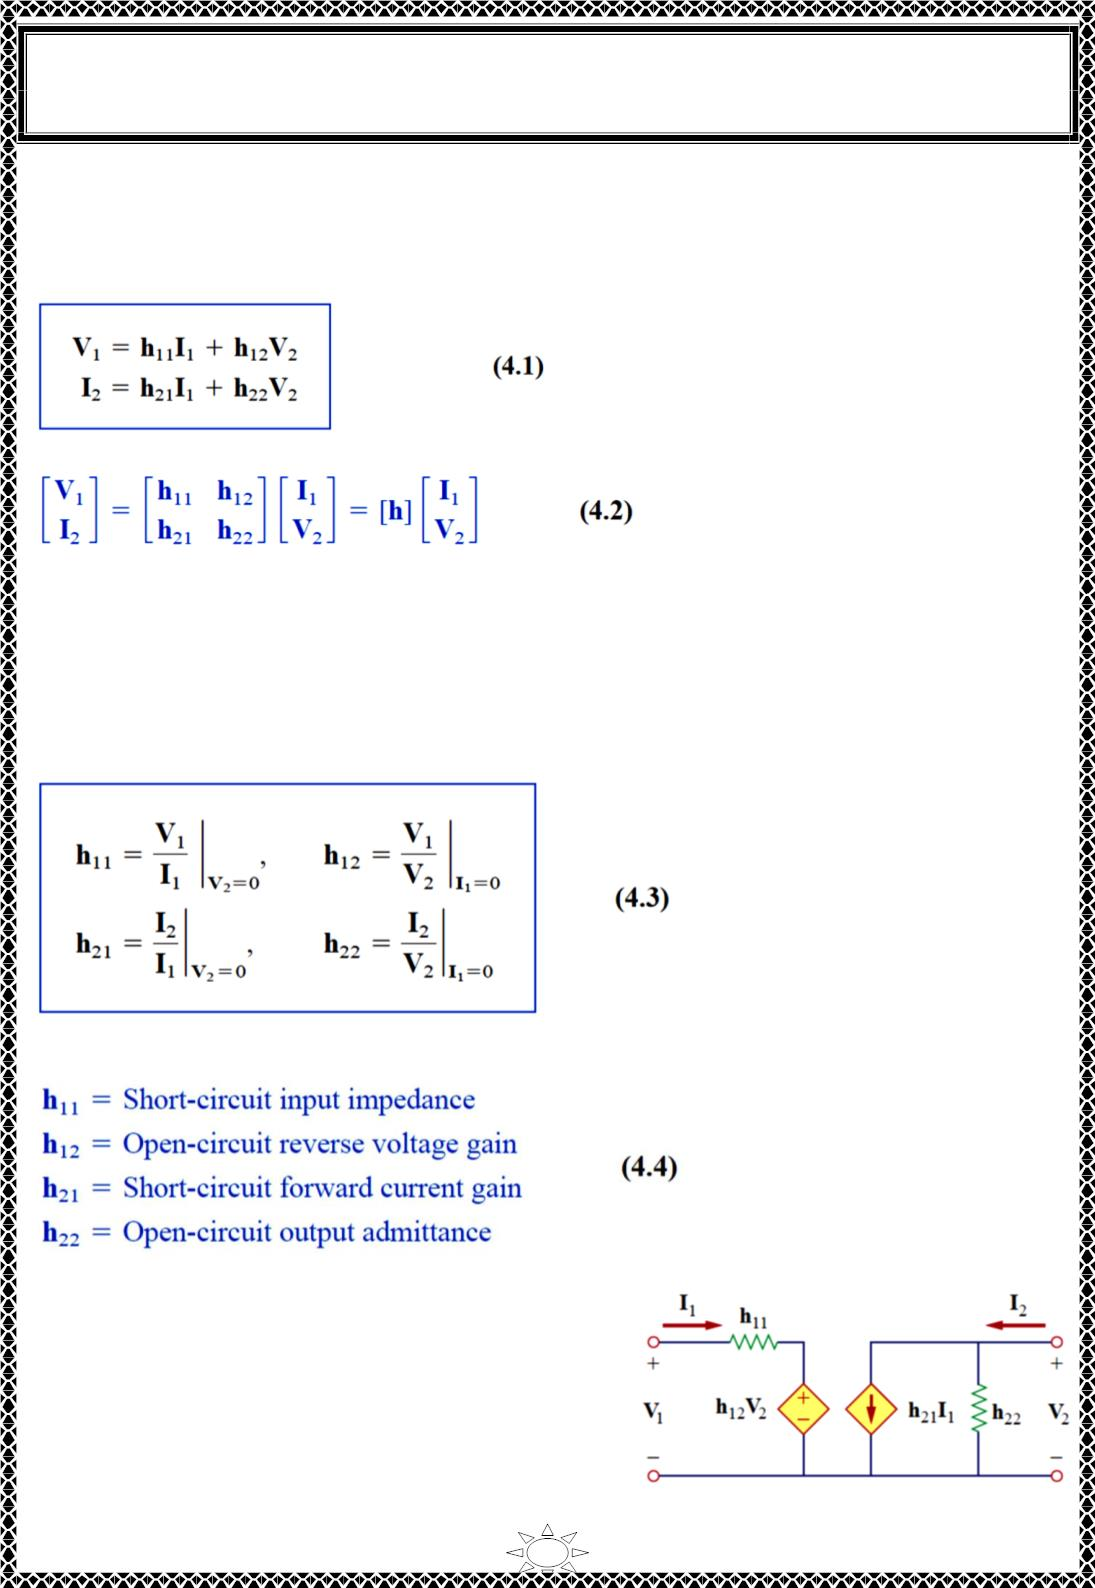 V₁ = h₁₁I₁ + h₁₂V₂
I₂ = h₂₁I₁ + h₂₂V₂
(4.1)
[V₁ I₂] = [h₁₁ h₁₂ h₂₁ h₂₂] [I₁ V₂] = [h] [I₁ V₂] (4.2)
h₁₁ = V₁/I₁ |V₂=0, h₁₂ = V₁/V₂ |I₁=0
h₂₁ = I₂/I₁ |V₂=0, h₂₂ = I₂/V₂ |I₁=0
(4.3)
h₁₁ = Short-circuit input impedance
h₁₂ = Open-circuit reverse voltage gain
h₂₁ = Short-circuit forward current gain
h₂₂ = Open-circuit output admittance
(4.4)
I₁ h₁₁ I₂
+ +
V₁ h₁₂V₂ + − h₂₁I₁ h₂₂ V₂
− −